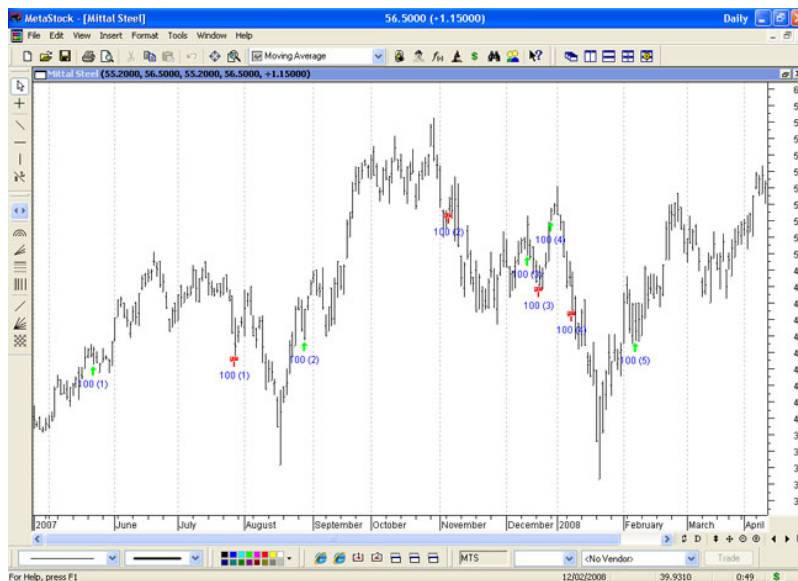 MetaStock - [Mittal Steel] 56.5000 (+1.15000) Daily
File Edit View Insert Format Tools Window Help
Moving Average
Mittal Steel (55.2000, 56.5000, 55.2000, 56.5000, +1.15000)
100 (2)
100 (4)
100 (3)
100 (3)
100 (4)
100 (2)
100 (5)
100 (1)
100 (1)
2007 June July August September October November December 2008 February March April
MTS <No Vendor> Trade
For Help, press F1 12/02/2008 39.9310 0:49 $